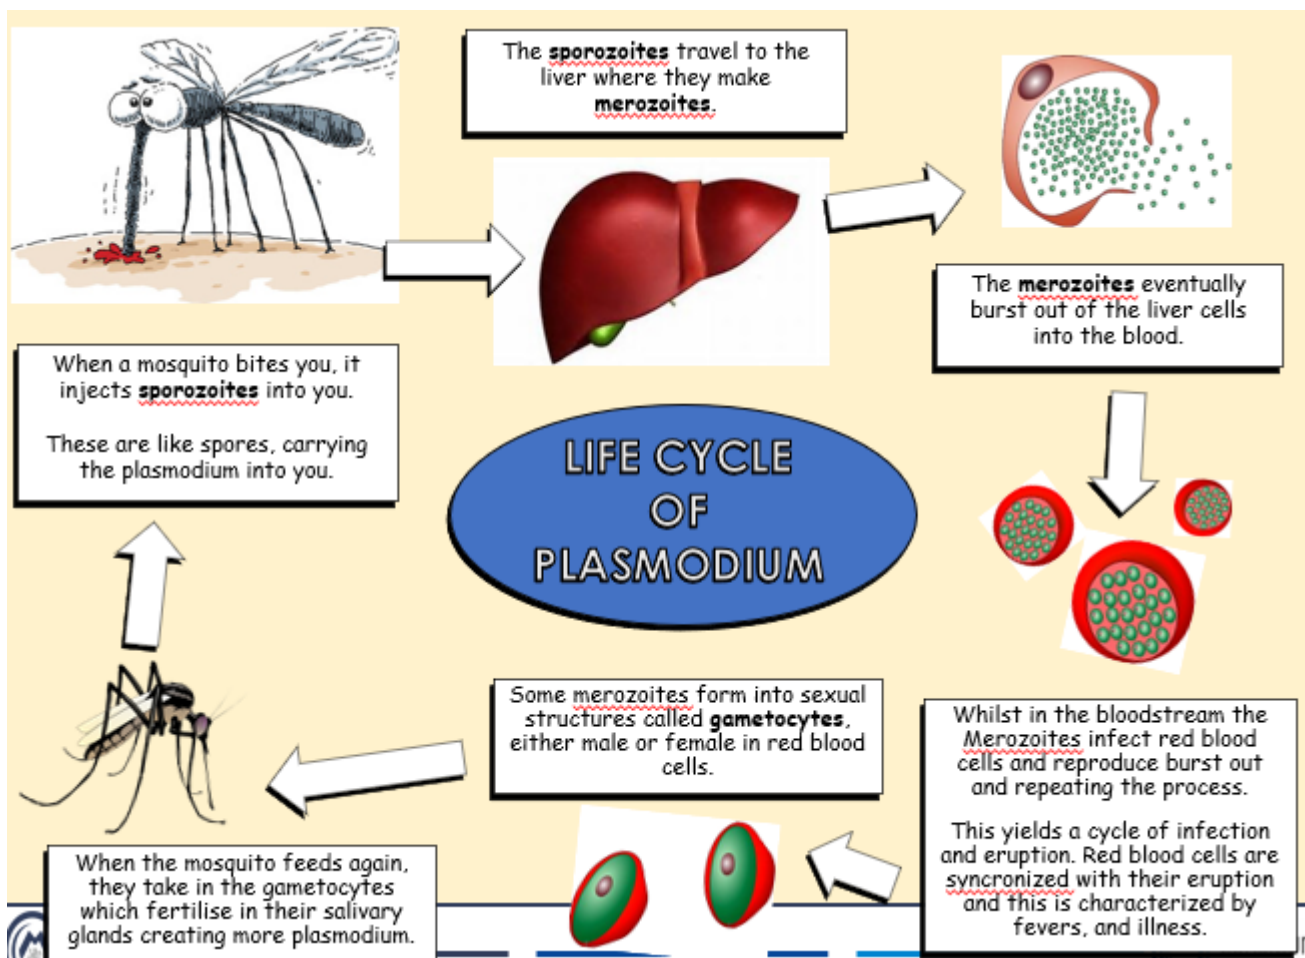 When a mosquito bites you, it
injects sporozoites into you.
These are like spores, carrying
the plasmodium into you.
The sporozoites travel to the
liver where they make
merozoites.
The merozoites eventually
burst out of the liver cells
into the blood.
LIFE CYCLE
OF
PLASMODIUM
Whilst in the bloodstream the
Merozoites infect red blood
cells and reproduce burst out
and repeating the process.
This yields a cycle of infection
and eruption. Red blood cells are
syncronized with their eruption
and this is characterized by
fevers, and illness.
Some merozoites form into sexual
structures called gametocytes,
either male or female in red blood
cells.
When the mosquito feeds again,
they take in the gametocytes
which fertilise in their salivary
glands creating more plasmodium.